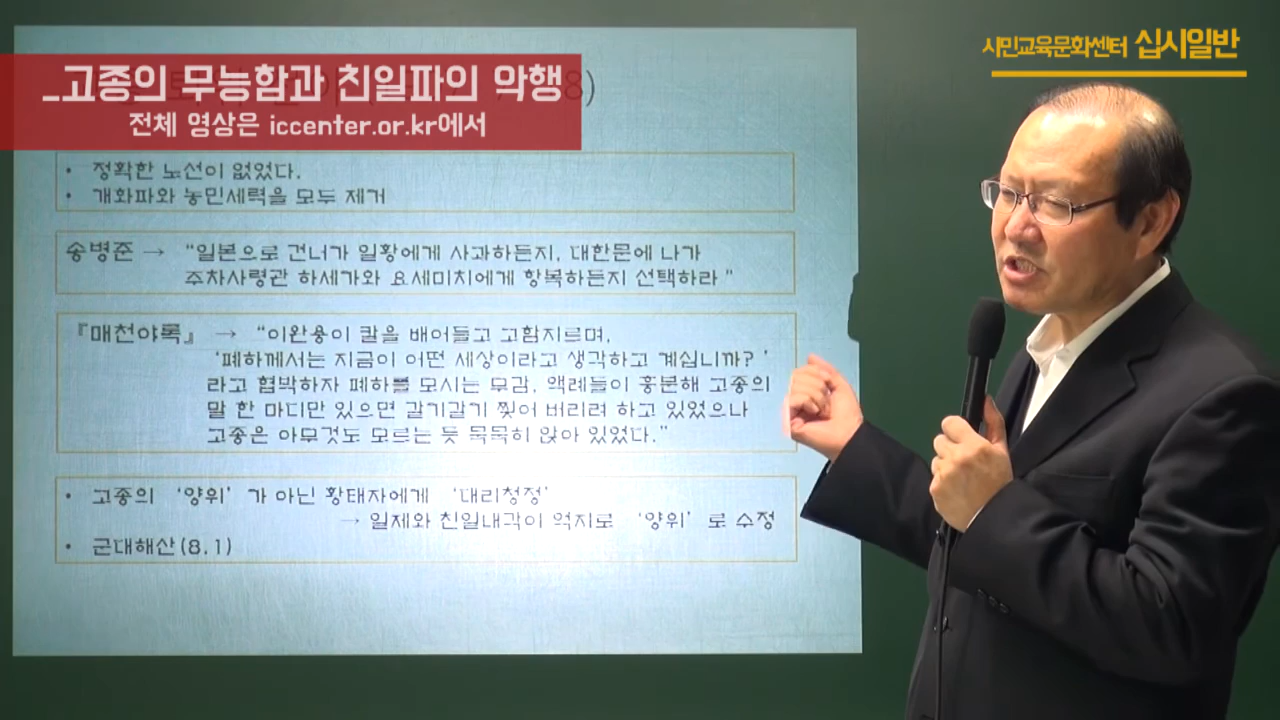 시민교육문화센터 십시일반
_고종의 무능함과 친일파의 악행
전체 영상은 iccenter.or.kr에서
8)
• 정확한 노선이 없었다.
• 개화파와 농민세력을 모두 제거
송병준 → “일본으로 건너가 일황에게 사과하든지, 대한문에 나가
주차사령관 하세가와 요세미치에게 항복하든지 선택하라”
『매천야록』 → “이완용이 칼을 배어들고 고함지르며,
‘폐하께서는 지금이 어떤 세상이라고 생각하고 계십니까?’
라고 협박하자 폐하를 모시는 무감, 액례들이 흥분해 고종의
말 한 마디만 있으면 갈기갈기 찢어 버리려 하고 있었으나
고종은 아무것도 모르는 듯 묵묵히 앉아 있었다.”
• 고종의 ‘양위’가 아닌 황태자에게 ‘대리청정’
→ 일제와 친일내각이 억지로 ‘양위’로 수정
• 군대해산(8.1)